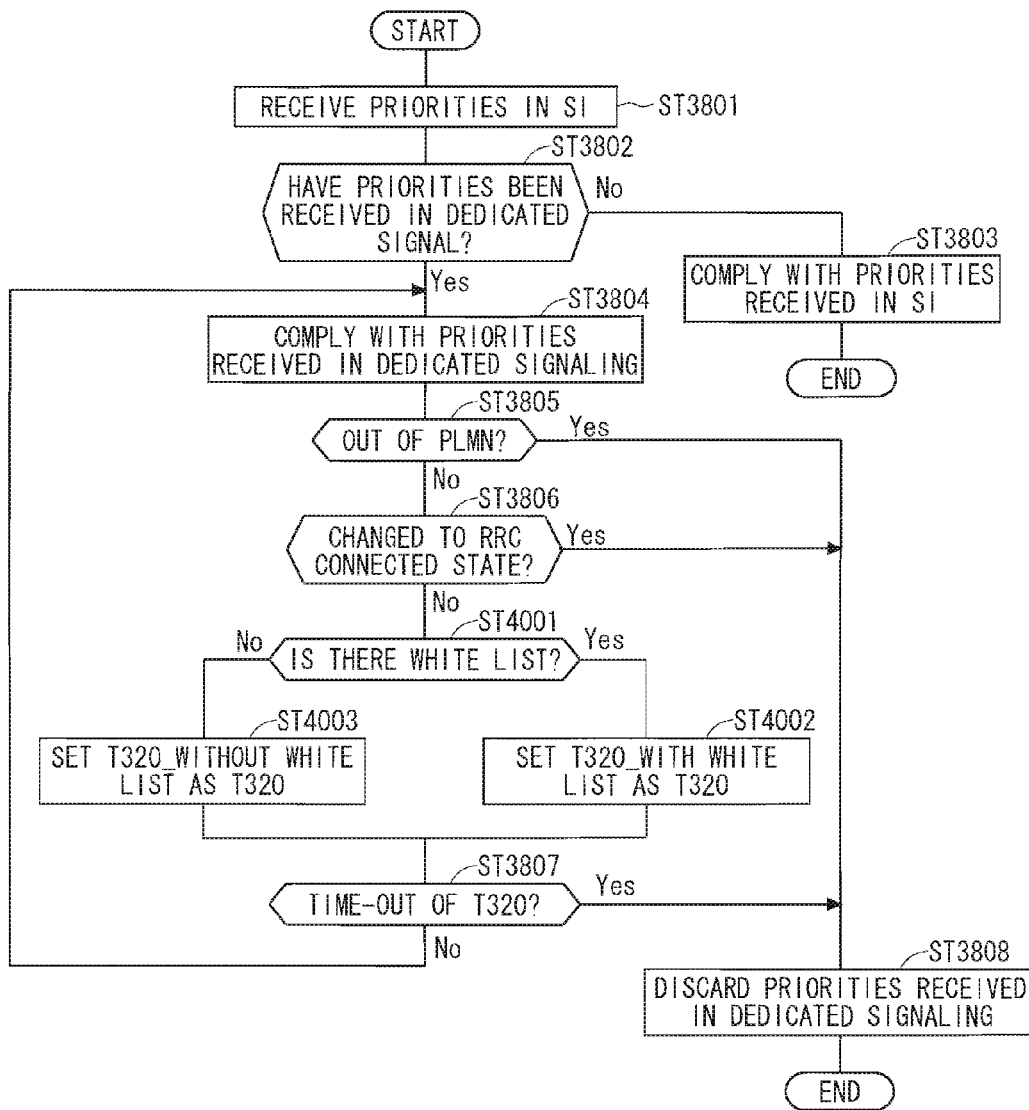 START
RECEIVE PRIORITIES IN SI
ST3801
ST3802
HAVE PRIORITIES BEEN
RECEIVED IN DEDICATED
SIGNAL?
No
Yes
ST3803
COMPLY WITH PRIORITIES
RECEIVED IN SI
END
ST3804
COMPLY WITH PRIORITIES
RECEIVED IN DEDICATED SIGNALING
ST3805
OUT OF PLMN?
Yes
No
ST3806
CHANGED TO RRC
CONNECTED STATE?
Yes
No
ST4001
No
IS THERE WHITE LIST?
Yes
ST4003
SET T320_WITHOUT WHITE
LIST AS T320
ST4002
SET T320_WITH WHITE
LIST AS T320
ST3807
TIME-OUT OF T320?
Yes
No
ST3808
DISCARD PRIORITIES RECEIVED
IN DEDICATED SIGNALING
END